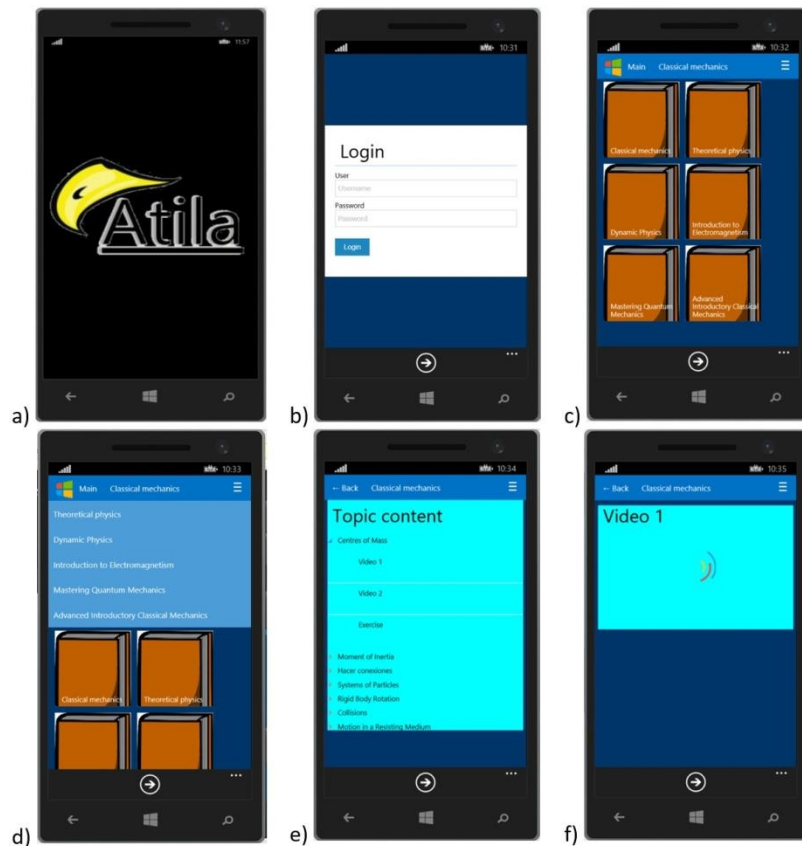 11:57
Atila
a)
10:31
Login
User
Username
Password
Password
Login
b)
10:32
Main Classical mechanics
Classical mechanics Theoretical physics
Dynamic Physics Introduction to
Electromagnetism
Mastering Quantum
Mechanics
Advanced
Introductory Classical
Mechanics
c)
10:33
Main Classical mechanics
Theoretical physics
Dynamic Physics
Introduction to Electromagnetism
Mastering Quantum Mechanics
Advanced Introductory Classical Mechanics
Classical mechanics Theoretical physics
d)
10:34
← Back Classical mechanics
Topic content
Centres of Mass
Video 1
Video 2
Exercise
Moment of Inertia
Hacer conexiones
Systems of Particles
Rigid Body Rotation
Collisions
Motion in a Resisting Medium
e)
10:35
← Back Classical mechanics
Video 1
f)